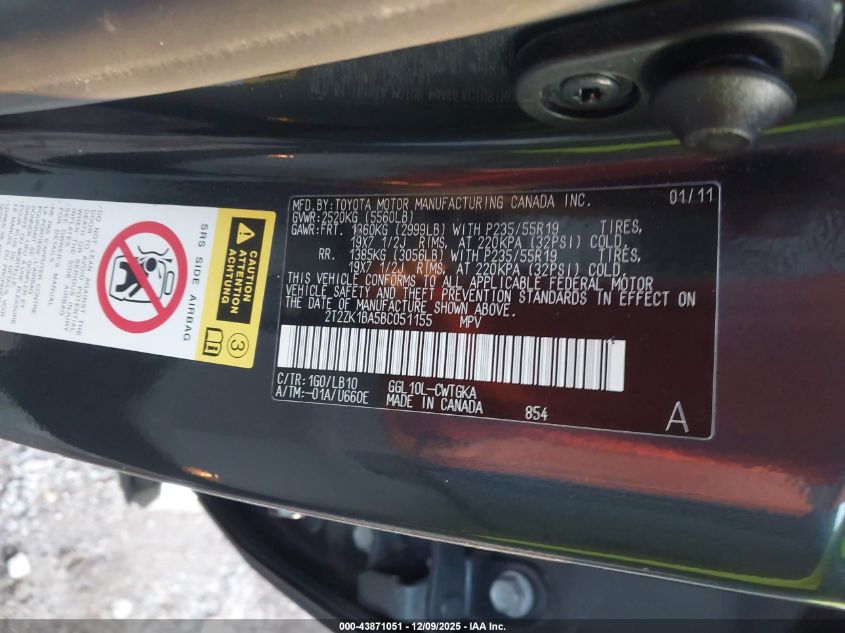 MFD.BY:TOYOTA MOTOR MANUFACTURING CANADA INC. 01/11
GVWR:2520KG (5560LB)
GAWR:FRT. 1360KG (2999LB) WITH P235/55R19 TIRES,
19X7 1/2J RIMS, AT 220KPA (32PSI) COLD,
RR. 1385KG (3056LB) WITH P235/55R19 TIRES,
19X7 1/2J RIMS, AT 220KPA (32PSI) COLD,
THIS VEHICLE CONFORMS TO ALL APPLICABLE FEDERAL MOTOR
VEHICLE SAFETY AND THEFT PREVENTION STANDARDS IN EFFECT ON
THE DATE OF MANUFACTURE SHOWN ABOVE.
2T2ZK1BA5BC051155 MPV
C/TR:1G0/LB10 GGL10L-CWTGKA
A/TM:-01A/U660E MADE IN CANADA 854
A
CAUTION
ATTENTION
ACHTUNG
3
SRS SIDE AIRBAG
000-43871051 - 12/09/2025 - IAA Inc.